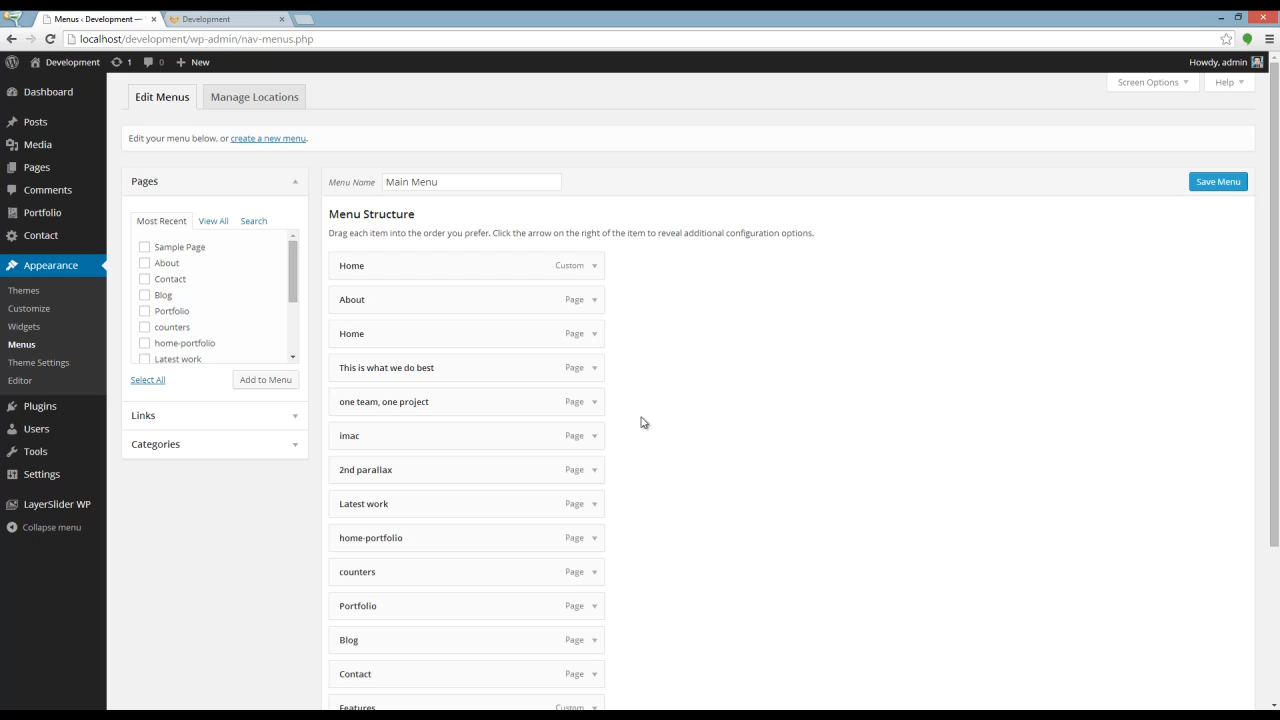 Menus ‹ Development —
Development
localhost/development/wp-admin/nav-menus.php
Development
1
0
New
Howdy, admin
Dashboard
Posts
Media
Pages
Comments
Portfolio
Contact
Appearance
Themes
Customize
Widgets
Menus
Theme Settings
Editor
Plugins
Users
Tools
Settings
LayerSlider WP
Collapse menu
Screen Options
Help
Edit Menus
Manage Locations
Edit your menu below, or create a new menu.
Pages
Most Recent
View All
Search
Sample Page
About
Contact
Blog
Portfolio
counters
home-portfolio
Latest work
Select All
Add to Menu
Links
Categories
Menu Name
Main Menu
Save Menu
Menu Structure
Drag each item into the order you prefer. Click the arrow on the right of the item to reveal additional configuration options.
Home Custom
About Page
Home Page
This is what we do best Page
one team, one project Page
imac Page
2nd parallax Page
Latest work Page
home-portfolio Page
counters Page
Portfolio Page
Blog Page
Contact Page
Features Custom